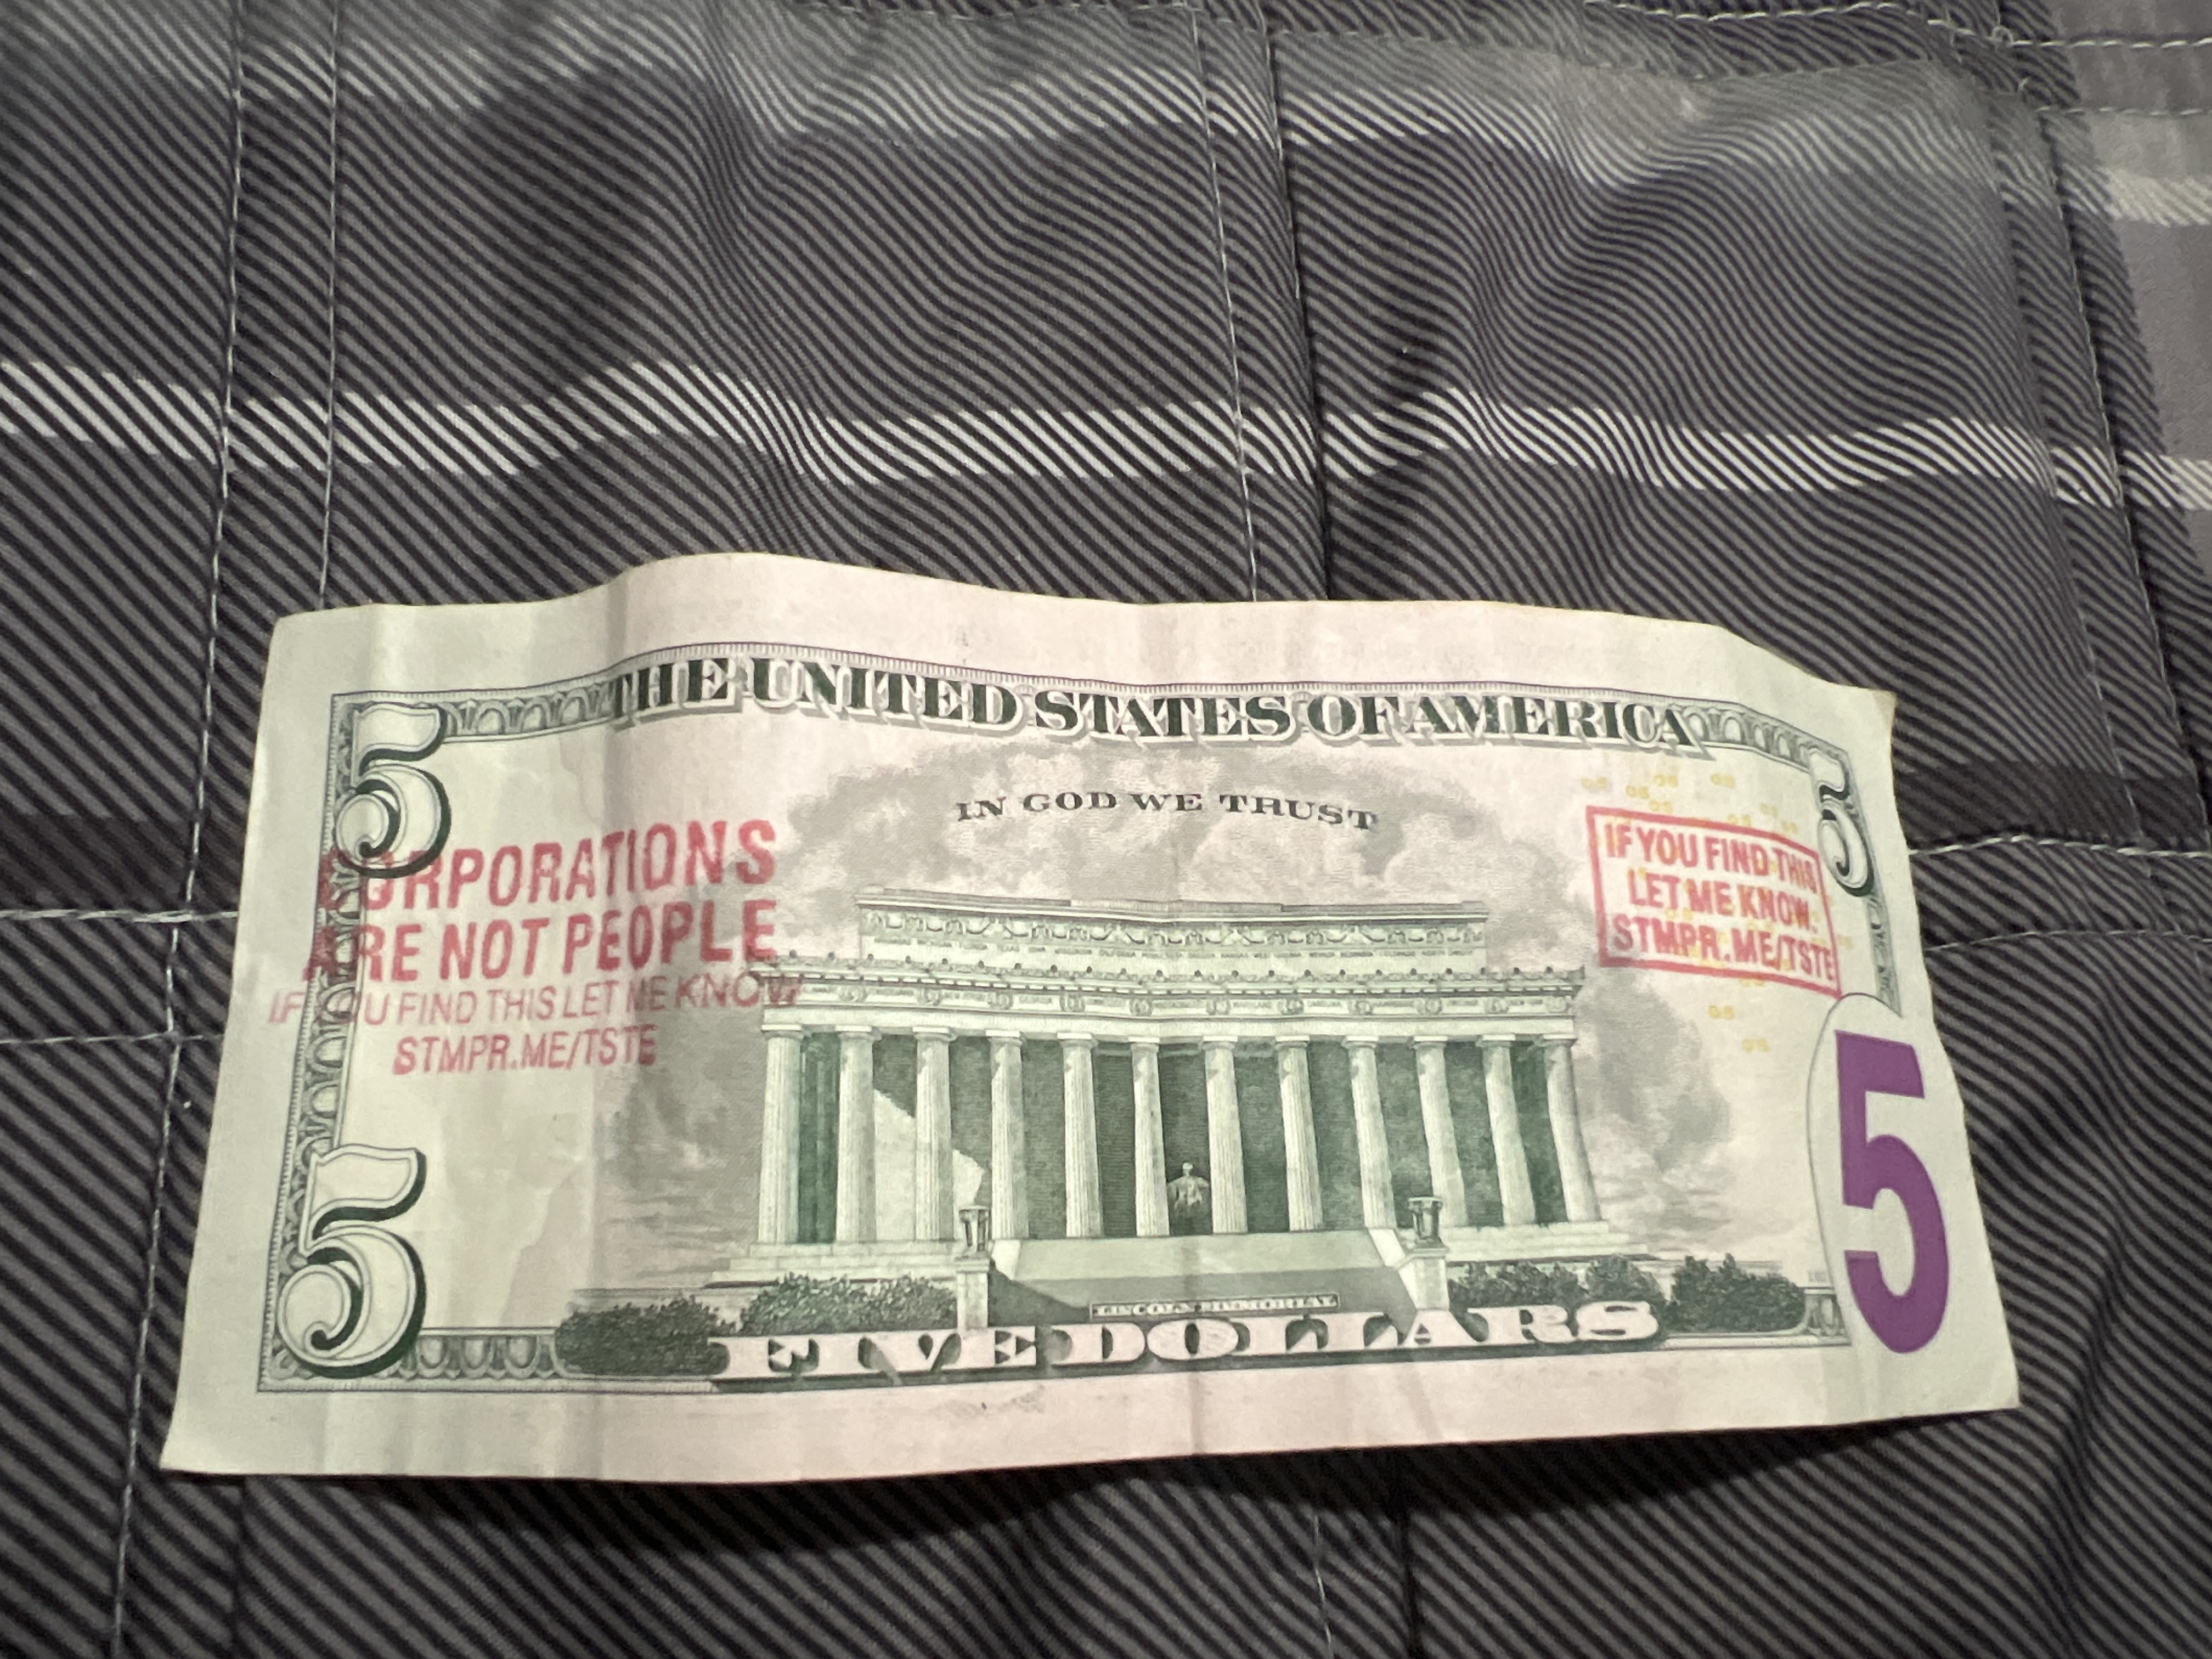 THE UNITED STATES OF AMERICA
5
5
IN GOD WE TRUST
CORPORATIONS
ARE NOT PEOPLE
IF YOU FIND THIS LET ME KNOW
STMPR.ME/TSTE
IF YOU FIND THIS
LET ME KNOW:
STMPR.ME/TSTE
5
5
LINCOLN MEMORIAL
FIVE DOLLARS